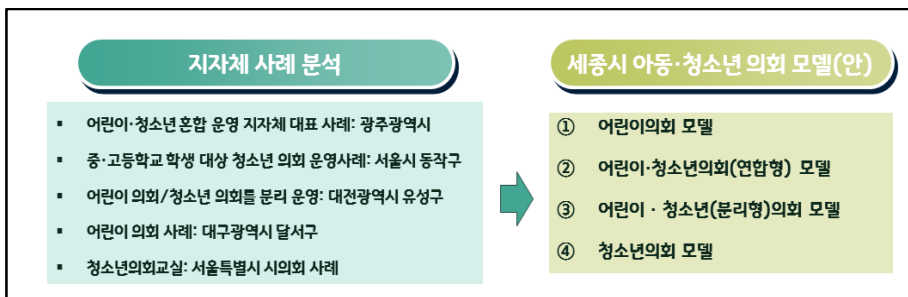 지자체 사례 분석
▪ 어린이·청소년 혼합 운영 지자체 대표 사례: 광주광역시
▪ 중·고등학교 학생 대상 청소년 의회 운영사례: 서울시 동작구
▪ 어린이 의회/청소년 의회를 분리 운영: 대전광역시 유성구
▪ 어린이 의회 사례: 대구광역시 달서구
▪ 청소년의회교실: 서울특별시 시의회 사례
세종시 아동·청소년 의회 모델(안)
① 어린이의회 모델
② 어린이·청소년의회(연합형) 모델
③ 어린이 · 청소년(분리형)의회 모델
④ 청소년의회 모델